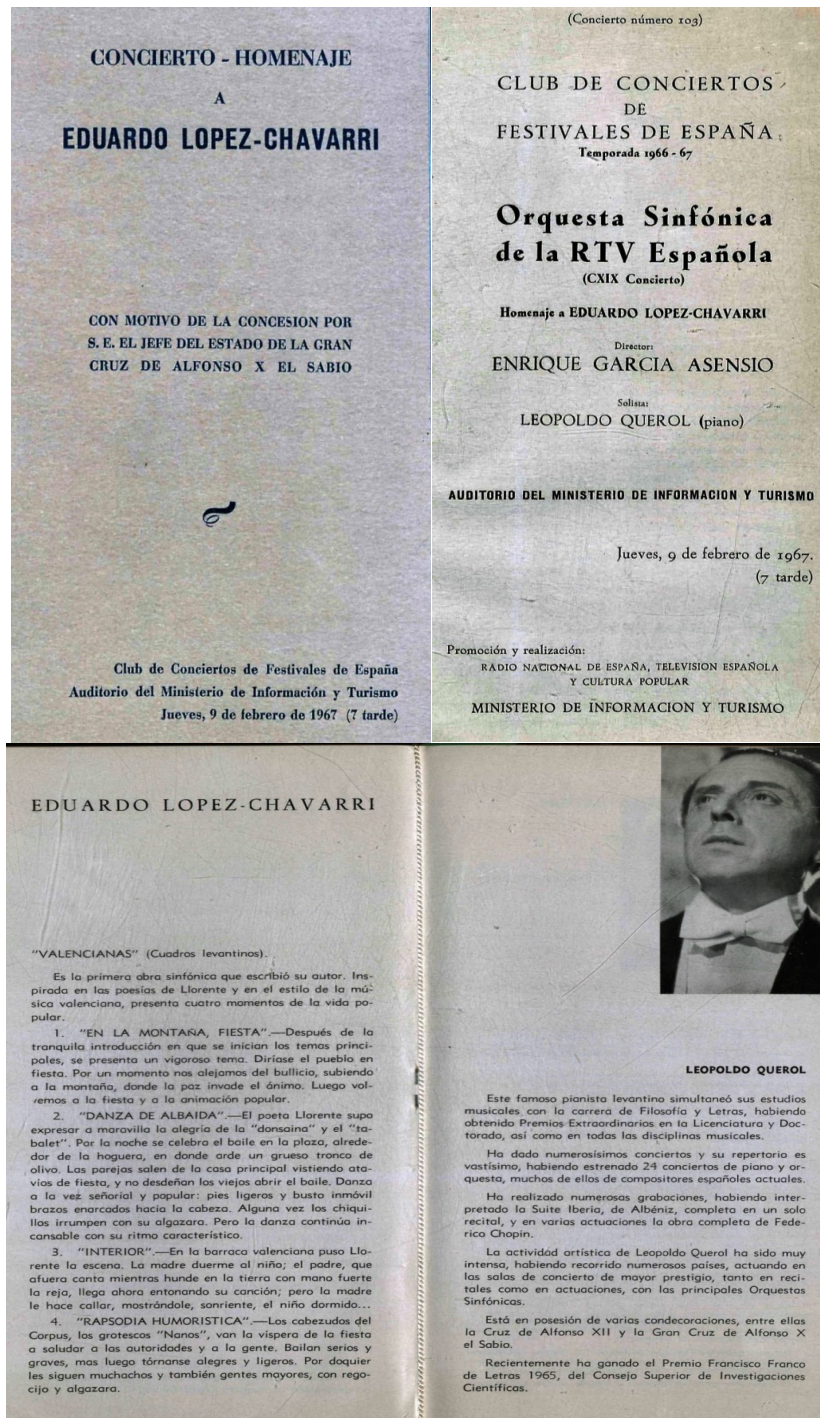 CONCIERTO - HOMENAJE
A
EDUARDO LOPEZ-CHAVARRI
CON MOTIVO DE LA CONCESION POR
S. E. EL JEFE DEL ESTADO DE LA GRAN
CRUZ DE ALFONSO X EL SABIO
Club de Conciertos de Festivales de España
Auditorio del Ministerio de Información y Turismo
Jueves, 9 de febrero de 1967 (7 tarde)
(Concierto número 103)
CLUB DE CONCIERTOS
DE
FESTIVALES DE ESPAÑA
Temporada 1966 - 67
Orquesta Sinfónica
de la RTV Española
(CXIX Concierto)
Homenaje a EDUARDO LOPEZ-CHAVARRI
Director:
ENRIQUE GARCIA ASENSIO
Solista:
LEOPOLDO QUEROL (piano)
AUDITORIO DEL MINISTERIO DE INFORMACION Y TURISMO
Jueves, 9 de febrero de 1967.
(7 tarde)
Promoción y realización:
RADIO NACIONAL DE ESPAÑA, TELEVISION ESPAÑOLA
Y CULTURA POPULAR
MINISTERIO DE INFORMACION Y TURISMO
EDUARDO LOPEZ-CHAVARRI
"VALENCIANAS" (Cuadros levantinos).
Es la primera obra sinfónica que escribió su autor. Ins-
pirada en las poesías de Llorente y en el estilo de la mú-
sica valenciana, presenta cuatro momentos de la vida po-
pular.
1. "EN LA MONTAÑA, FIESTA".—Después de la
tranquila introducción en que se inician los temas princi-
pales, se presenta un vigoroso tema. Diríase el pueblo en
fiesta. Por un momento nos alejamos del bullicio, subiendo
a la montaña, donde la paz invade el ánimo. Luego vol-
vemos a la fiesta y a la animación popular.
2. "DANZA DE ALBAIDA".—El poeta Llorente supo
expresar a maravilla la alegría de la "donsaina" y el "ta-
balet". Por la noche se celebra el baile en la plaza, alrede-
dor de la hoguera, en donde arde un grueso tronco de
olivo. Las parejas salen de la casa principal vistiendo ata-
víos de fiesta, y no desdeñan los viejos abrir el baile. Danza
a la vez señorial y popular: pies ligeros y busto inmóvil
brazos enarcados hacia la cabeza. Alguna vez los chiqui-
llos irrumpen con su algazara. Pero la danza continúa in-
cansable con su ritmo característico.
3. "INTERIOR".—En la barraca valenciana puso Llo-
rente la escena. La madre duerme al niño; el padre, que
afuera canta mientras hunde en la tierra con mano fuerte
la reja, llega ahora entonando su canción; pero la madre
le hace callar, mostrándole, sonriente, el niño dormido...
4. "RAPSODIA HUMORISTICA".—Los cabezudos del
Corpus, los grotescos "Nanos", van la víspera de la fiesta
a saludar a las autoridades y a la gente. Bailan serios y
graves, mas luego tórnanse alegres y ligeros. Por doquier
les siguen muchachos y también gentes mayores, con rego-
cijo y algazara.
LEOPOLDO QUEROL
Este famoso pianista levantino simultaneó sus estudios
musicales con la carrera de Filosofía y Letras, habiendo
obtenido Premios Extraordinarios en la Licenciatura y Doc-
torado, así como en todas las disciplinas musicales.
Ha dado numerosísimos conciertos y su repertorio es
vastísimo, habiendo estrenado 24 conciertos de piano y or-
questa, muchos de ellos de compositores españoles actuales.
Ha realizado numerosas grabaciones, habiendo inter-
pretado la Suite Iberia, de Albéniz, completa en un solo
recital, y en varias actuaciones la obra completa de Fede-
rico Chopin.
La actividad artística de Leopoldo Querol ha sido muy
intensa, habiendo recorrido numerosos países, actuando en
las salas de concierto de mayor prestigio, tanto en reci-
tales como en actuaciones, con las principales Orquestas
Sinfónicas.
Está en posesión de varias condecoraciones, entre ellas
la Cruz de Alfonso XII y la Gran Cruz de Alfonso X
el Sabio.
Recientemente ha ganado el Premio Francisco Franco
de Letras 1965, del Consejo Superior de Investigaciones
Científicas.